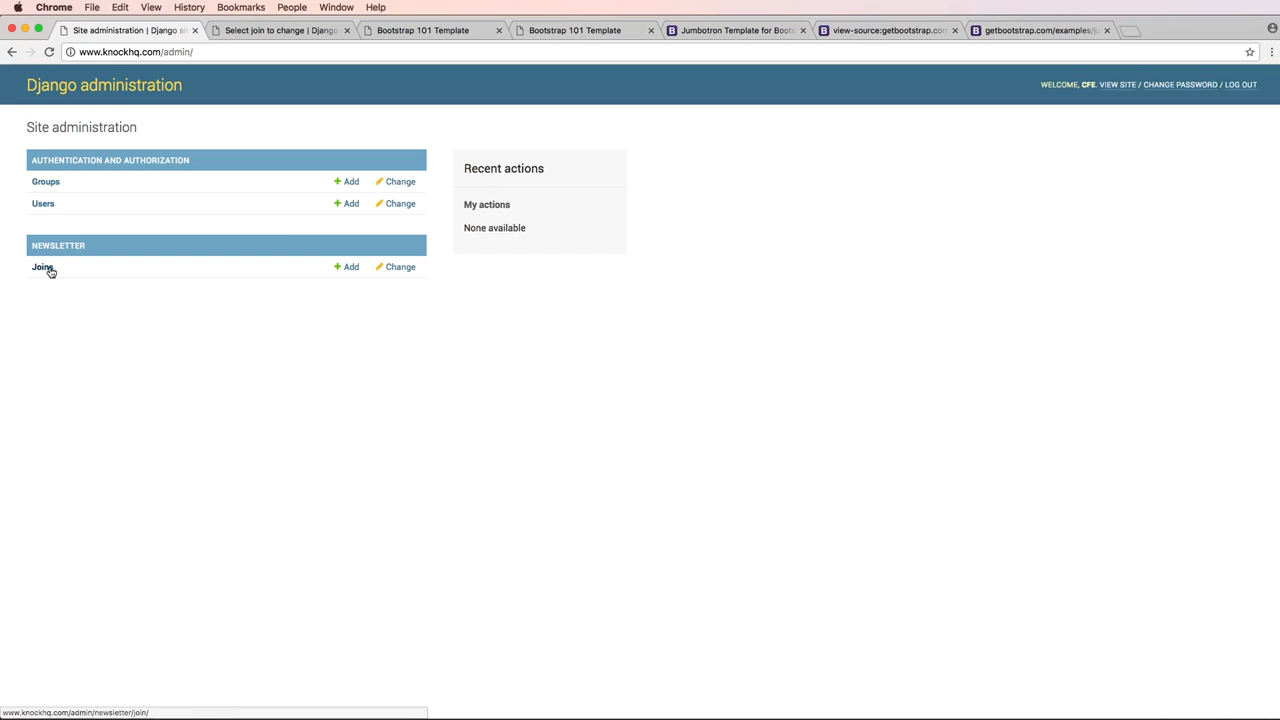 Chrome File Edit View History Bookmarks People Window Help
Site administration | Django si
Select join to change | Django
Bootstrap 101 Template
Bootstrap 101 Template
Jumbotron Template for Boots
view-source:getbootstrap.com
getbootstrap.com/examples/ju
www.knockhq.com/admin/
Django administration
WELCOME, CFE. VIEW SITE / CHANGE PASSWORD / LOG OUT
Site administration
AUTHENTICATION AND AUTHORIZATION
Groups Add Change
Users Add Change
NEWSLETTER
Joins Add Change
Recent actions
My actions
None available
www.knockhq.com/admin/newsletter/join/